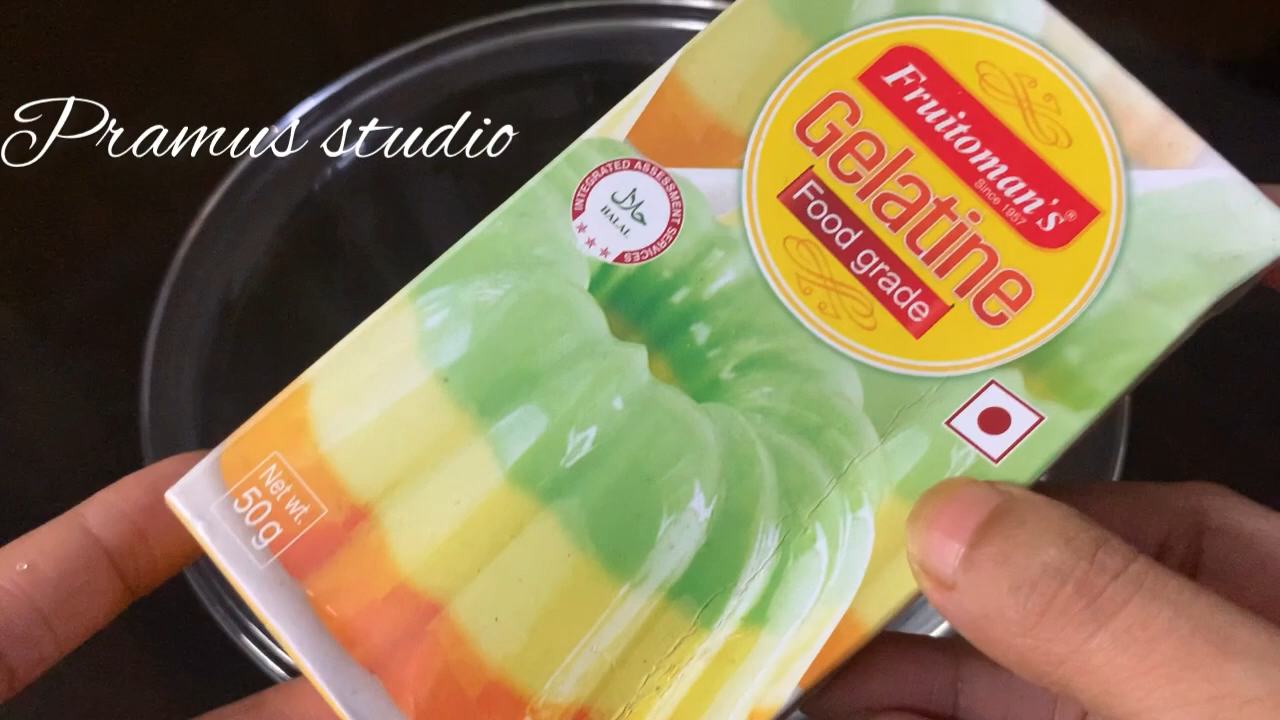 Pramus studio
Fruitoman's®
Since 1957
Gelatine
Food grade
INTEGRATED ASSESSMENT SERVICES
حلال
HALAL
Net wt.
50g